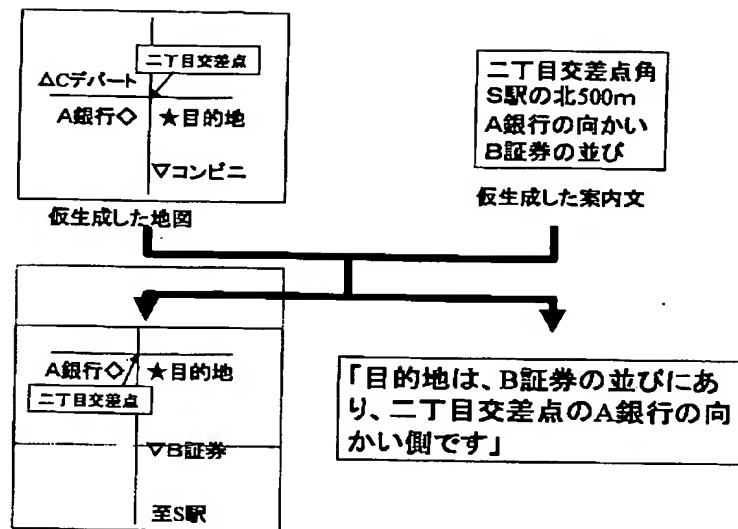 二丁目交差点
△Cデパート
A銀行◇ ★目的地
▽コンビニ
仮生成した地図
二丁目交差点角
S駅の北500m
A銀行の向かい
B証券の並び
仮生成した案内文
A銀行◇ ★目的地
二丁目交差点
▽B証券
至S駅
「目的地は、B証券の並びにあ
り、二丁目交差点のA銀行の向
かい側です」